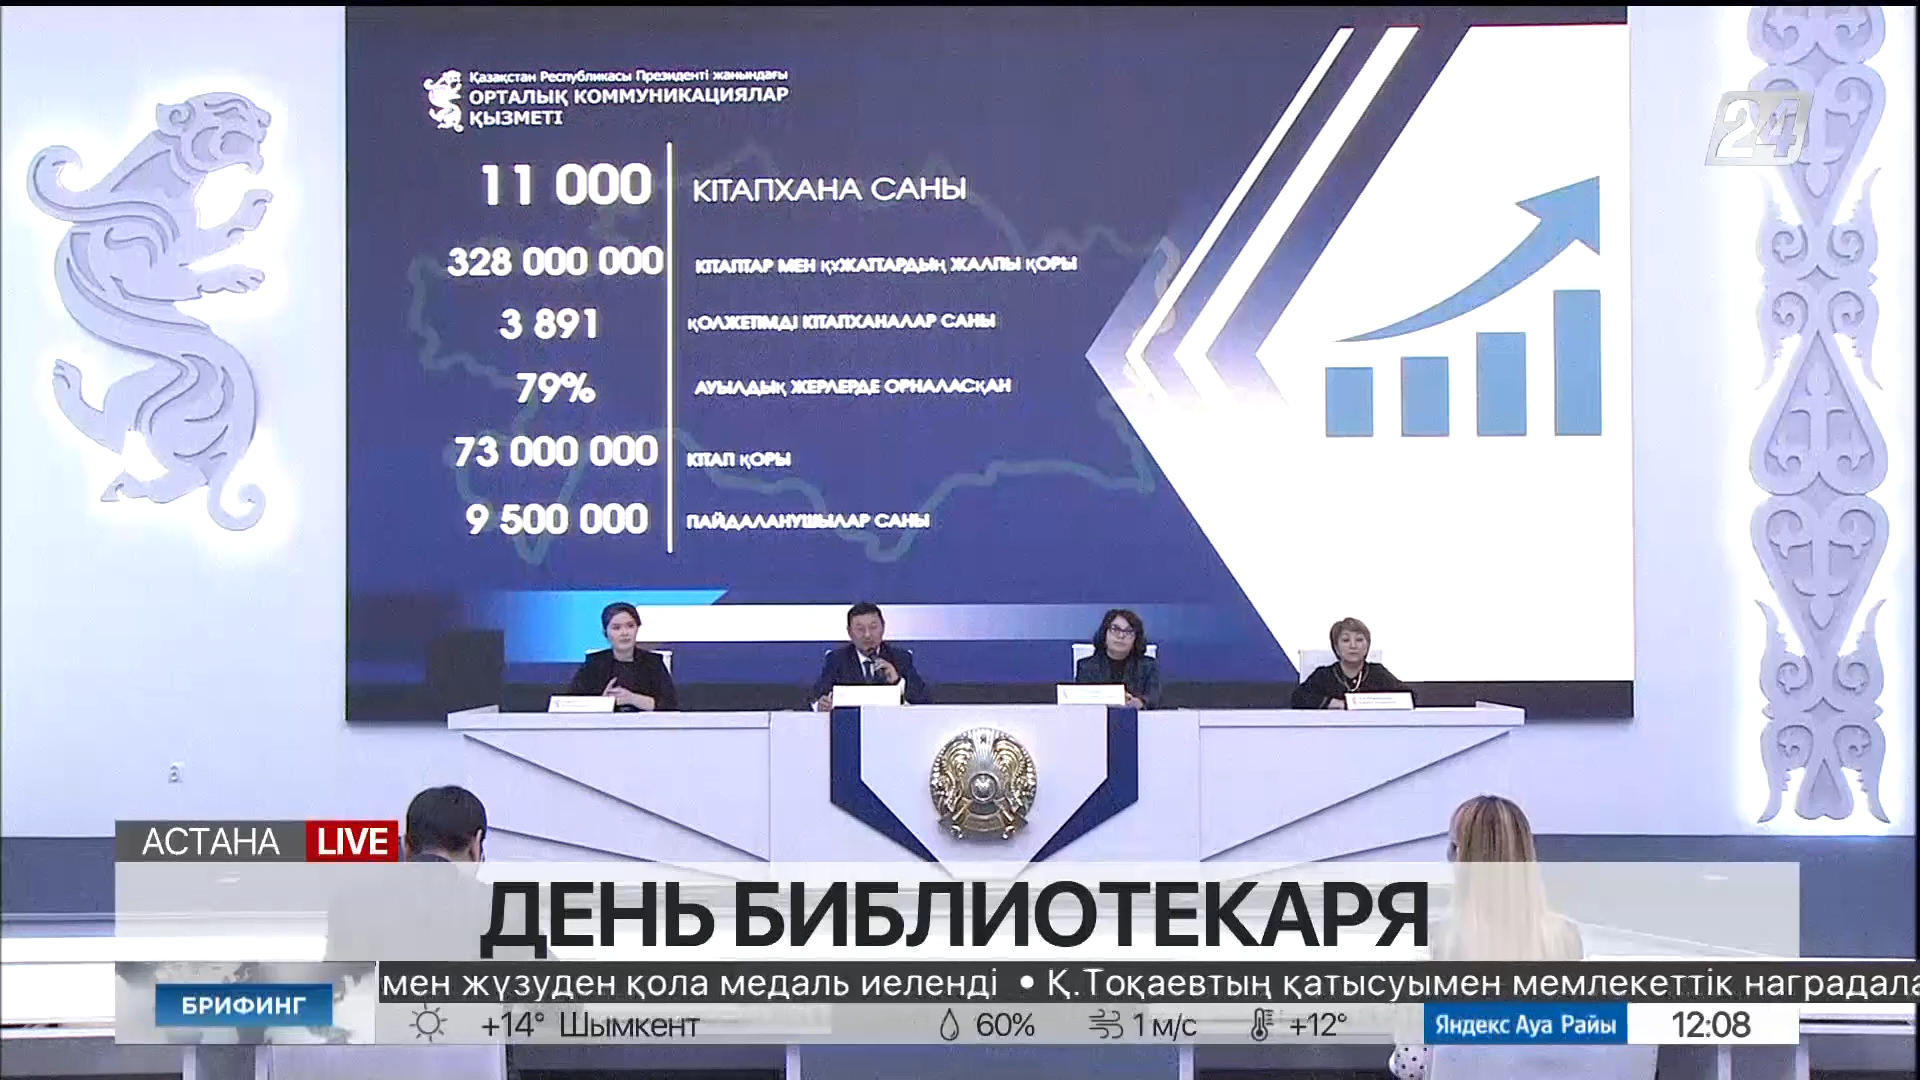 Қазақстан Республикасы Президенті жанындағы
ОРТАЛЫҚ КОММУНИКАЦИЯЛАР
ҚЫЗМЕТІ
24
11 000 КІТАПХАНА САНЫ
328 000 000 КІТАПТАР МЕН ҚҰЖАТТАРДЫҢ ЖАЛПЫ ҚОРЫ
3 891 ҚОЛЖЕТІМДІ КІТАПХАНАЛАР САНЫ
79% АУЫЛДЫҚ ЖЕРЛЕРДЕ ОРНАЛАСҚАН
73 000 000 КІТАП ҚОРЫ
9 500 000 ПАЙДАЛАНУШЫЛАР САНЫ
АСТАНА LIVE
ДЕНЬ БИБЛИОТЕКАРЯ
БРИФИНГ
мен жүзуден қола медаль иеленді • Қ.Тоқаевтың қатысуымен мемлекеттік наградала
+14° Шымкент 60% 1 м/с +12° Яндекс Ауа Райы 12:08